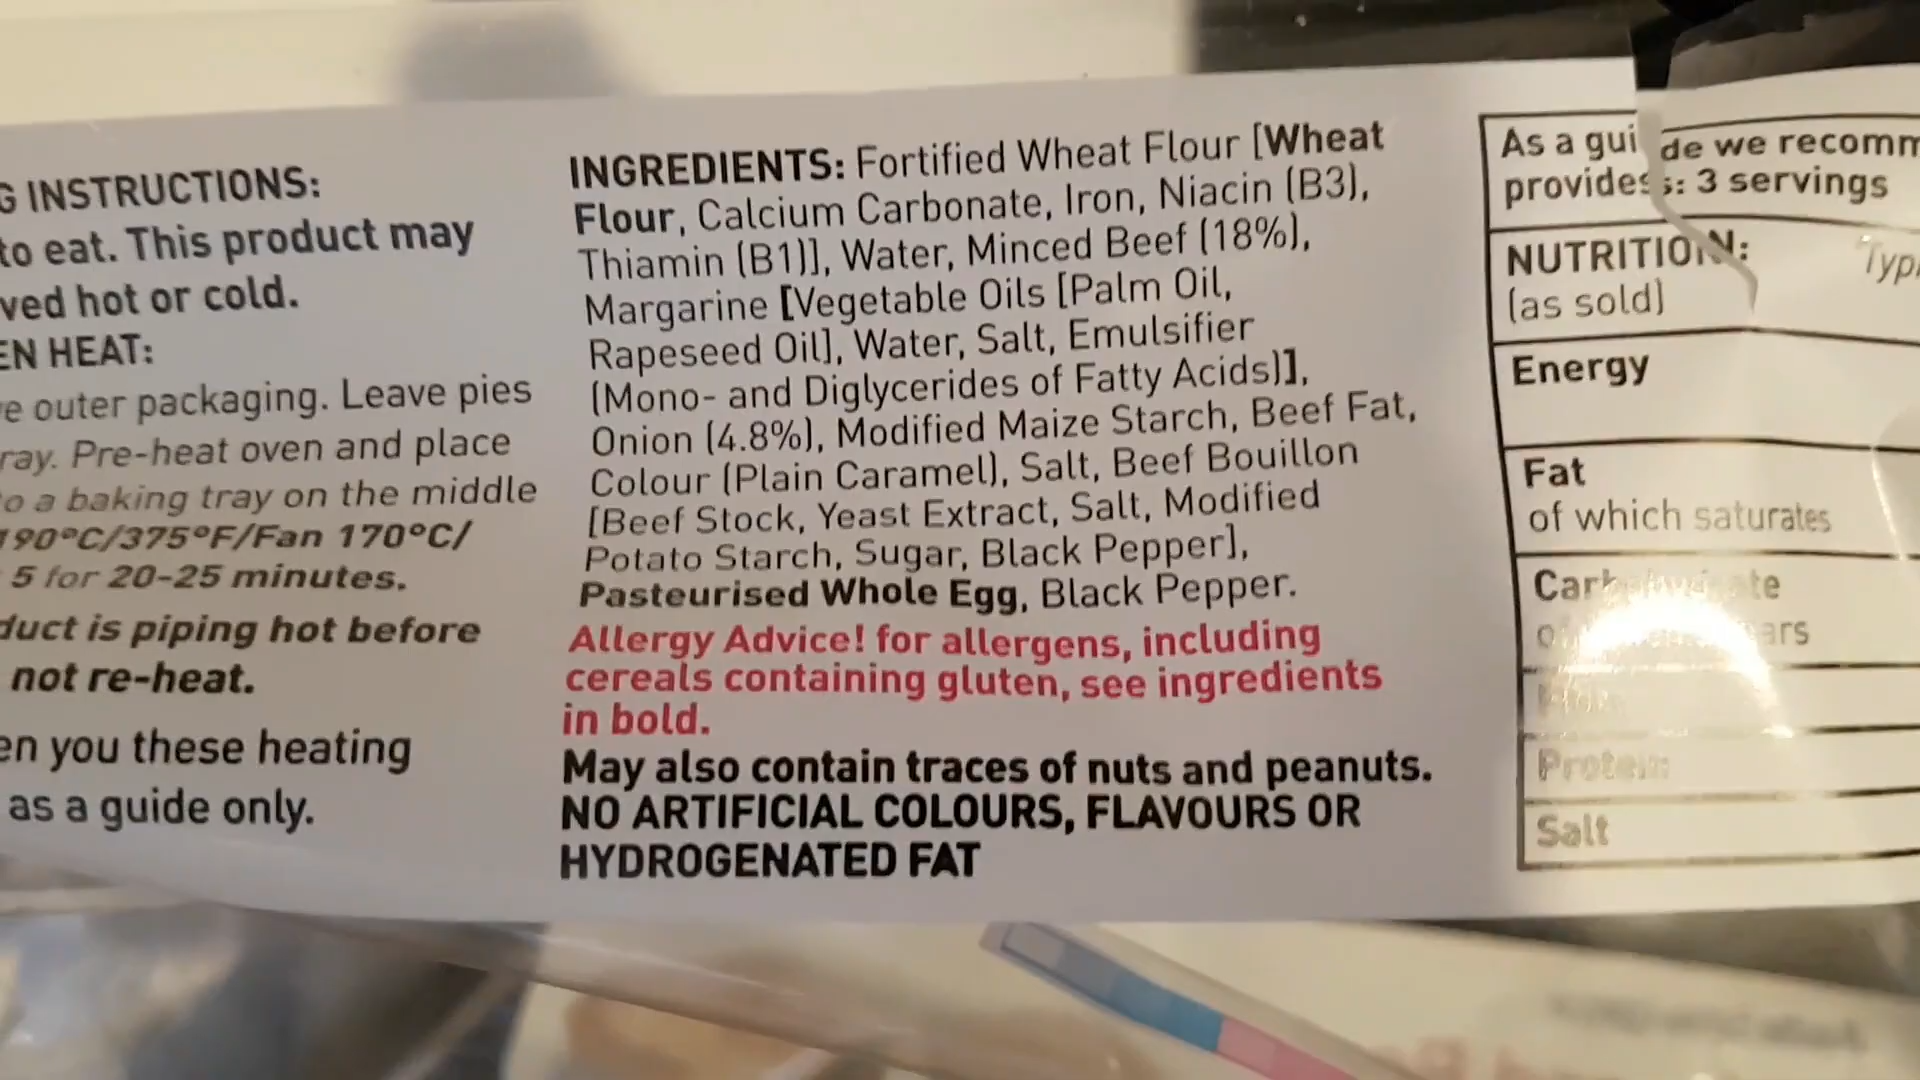 G INSTRUCTIONS:
to eat. This product may
ved hot or cold.
EN HEAT:
e outer packaging. Leave pies
ray. Pre-heat oven and place
o a baking tray on the middle
190°C/375°F/Fan 170°C/
5 for 20-25 minutes.
duct is piping hot before
not re-heat.
en you these heating
as a guide only.
INGREDIENTS: Fortified Wheat Flour [Wheat
Flour, Calcium Carbonate, Iron, Niacin (B3),
Thiamin (B1)], Water, Minced Beef (18%),
Margarine [Vegetable Oils [Palm Oil,
Rapeseed Oil], Water, Salt, Emulsifier
(Mono- and Diglycerides of Fatty Acids)],
Onion (4.8%), Modified Maize Starch, Beef Fat,
Colour (Plain Caramel), Salt, Beef Bouillon
[Beef Stock, Yeast Extract, Salt, Modified
Potato Starch, Sugar, Black Pepper],
Pasteurised Whole Egg, Black Pepper.
Allergy Advice! for allergens, including
cereals containing gluten, see ingredients
in bold.
May also contain traces of nuts and peanuts.
NO ARTIFICIAL COLOURS, FLAVOURS OR
HYDROGENATED FAT
As a guide we recomm
provides: 3 servings
NUTRITION: Typi
(as sold)
Energy
Fat
of which saturates
Carbohydrate
Protein
Salt